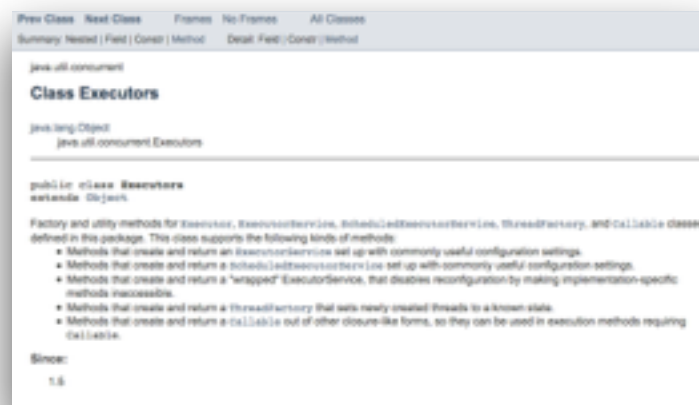 Prev Class Next Class Frames No Frames All Classes
Summary: Nested | Field | Constr | Method Detail: Field | Constr | Method
java.util.concurrent
Class Executors
java.lang.Object
java.util.concurrent.Executors
public class Executors
extends Object
Factory and utility methods for Executor, ExecutorService, ScheduledExecutorService, ThreadFactory, and Callable classes
defined in this package. This class supports the following kinds of methods:
• Methods that create and return an ExecutorService set up with commonly useful configuration settings.
• Methods that create and return a ScheduledExecutorService set up with commonly useful configuration settings.
• Methods that create and return a "wrapped" ExecutorService, that disables reconfiguration by making implementation-specific
methods inaccessible.
• Methods that create and return a ThreadFactory that sets newly created threads to a known state.
• Methods that create and return a Callable out of other closure-like forms, so they can be used in execution methods requiring
Callable.
Since:
1.5